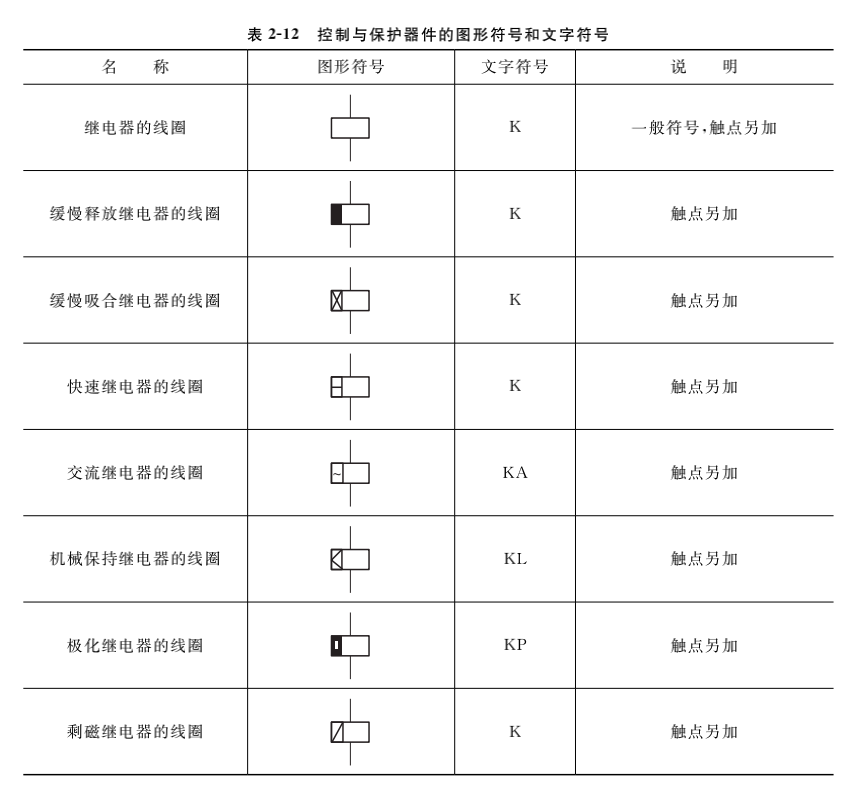 表 2-12 控制与保护器件的图形符号和文字符号
名 称 图形符号 文字符号 说 明
继电器的线圈 K 一般符号,触点另加
缓慢释放继电器的线圈 K 触点另加
缓慢吸合继电器的线圈 K 触点另加
快速继电器的线圈 K 触点另加
交流继电器的线圈 ~ KA 触点另加
机械保持继电器的线圈 KL 触点另加
极化继电器的线圈 KP 触点另加
剩磁继电器的线圈 K 触点另加